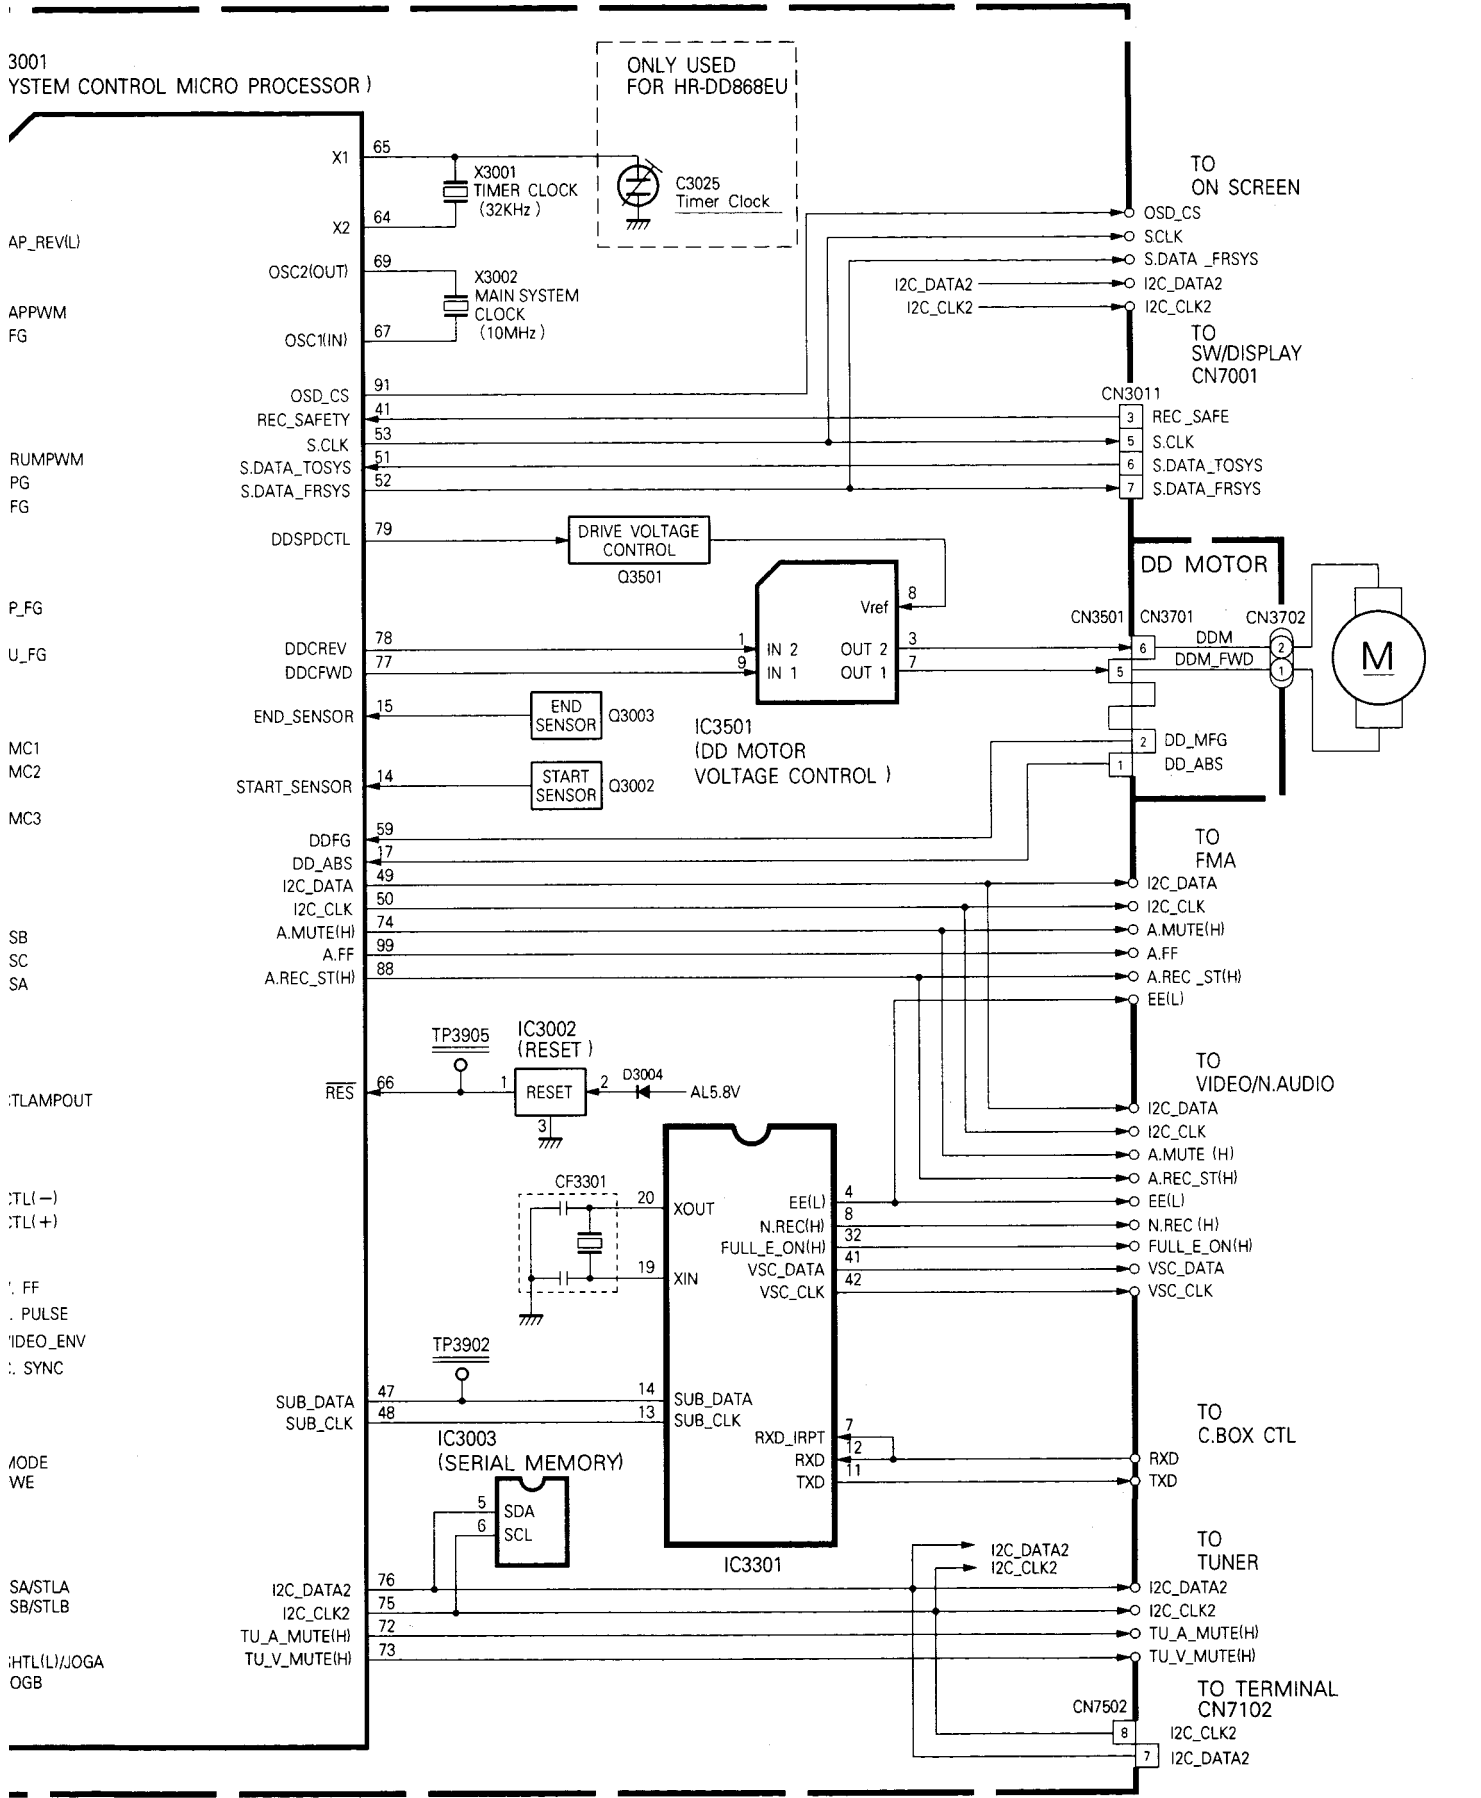 3001
YSTEM CONTROL MICRO PROCESSOR )
ONLY USED
FOR HR-DD868EU
X1
65
X3001
TIMER CLOCK
(32KHz)
C3025
Timer Clock
X2
64
AP_REV(L)
OSC2(OUT)
69
X3002
MAIN SYSTEM
CLOCK
(10MHz)
APPWM
FG
OSC1(IN)
67
TO
ON SCREEN
OSD_CS
S.CLK
S.DATA_FRSYS
I2C_DATA2 I2C_DATA2
I2C_CLK2 I2C_CLK2
TO
SW/DISPLAY
CN7001
CN3011
OSD_CS 91
REC_SAFETY 41 3 REC_SAFE
S.CLK 53 5 S.CLK
S.DATA_TOSYS 51 6 S.DATA_TOSYS
S.DATA_FRSYS 52 7 S.DATA_FRSYS
RUMPWM
PG
FG
DDSPDCTL 79
DRIVE VOLTAGE
CONTROL
Q3501
DD MOTOR
P_FG
U_FG
Vref 8
CN3501 CN3701 CN3702
DDCREV 78 1 IN 2 OUT 2 3 6 DDM 2
DDCFWD 77 9 IN 1 OUT 1 7 5 DDM_FWD 1
M
END_SENSOR 15
END
SENSOR
Q3003
IC3501
(DD MOTOR
VOLTAGE CONTROL )
MC1
MC2
MC3
START_SENSOR 14
START
SENSOR
Q3002
2 DD_MFG
1 DD_ABS
DDFG 59
DD_ABS 17
TO
FMA
I2C_DATA 49 I2C_DATA
I2C_CLK 50 I2C_CLK
A.MUTE(H) 74 A.MUTE(H)
A.FF 99 A.FF
A.REC_ST(H) 88 A.REC_ST(H)
EE(L)
SB
SC
SA
TP3905
IC3002
(RESET )
RES 66 1 RESET 2 D3004 AL5.8V
3
TLAMPOUT
TO
VIDEO/N.AUDIO
I2C_DATA
I2C_CLK
A.MUTE (H)
A.REC_ST(H)
CF3301
20 XOUT
19 XIN
EE(L) 4 EE(L)
N.REC(H) 8 N.REC (H)
FULL_E_ON(H) 32 FULL_E_ON(H)
VSC_DATA 41 VSC_DATA
VSC_CLK 42 VSC_CLK
TL(−)
TL(+)
FF
. PULSE
IDEO_ENV
. SYNC
TP3902
SUB_DATA 47 14 SUB_DATA
SUB_CLK 48 13 SUB_CLK
TO
C.BOX CTL
RXD_IRPT 7
RXD 12 RXD
TXD 11 TXD
IC3003
(SERIAL MEMORY)
5 SDA
6 SCL
MODE
WE
IC3301
I2C_DATA2
I2C_CLK2
TO
TUNER
SA/STLA
SB/STLB
I2C_DATA2 76 I2C_DATA2
I2C_CLK2 75 I2C_CLK2
TU_A_MUTE(H) 72 TU_A_MUTE(H)
TU_V_MUTE(H) 73 TU_V_MUTE(H)
HTL(L)/JOGA
OGB
TO TERMINAL
CN7102
CN7502
8 I2C_CLK2
7 I2C_DATA2